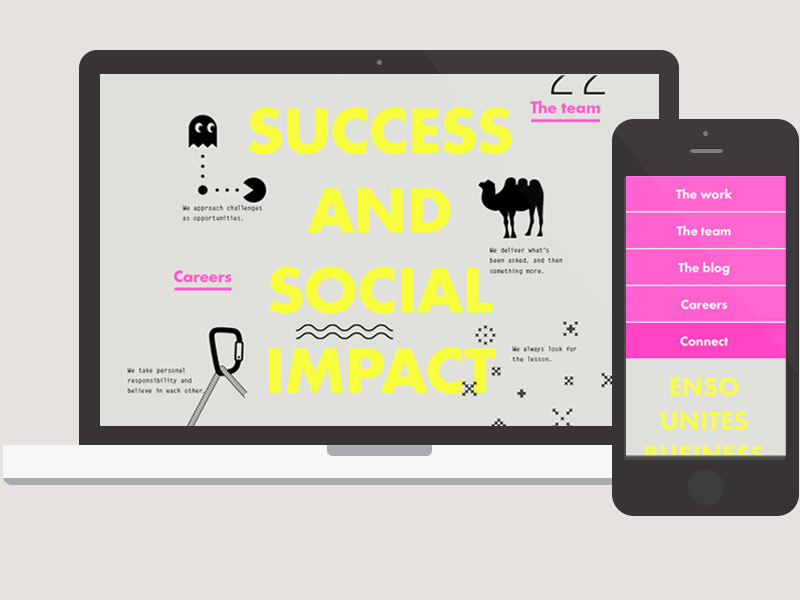 The team
SUCCESS
AND
SOCIAL
IMPACT
We approach challenges
as opportunities.
We deliver what's
been asked, and then
something more.
Careers
We always look for
the lesson.
We take personal
responsibility and
believe in each other.
The work
The team
The blog
Careers
Connect
ENSO
UNITES
BUSINESS